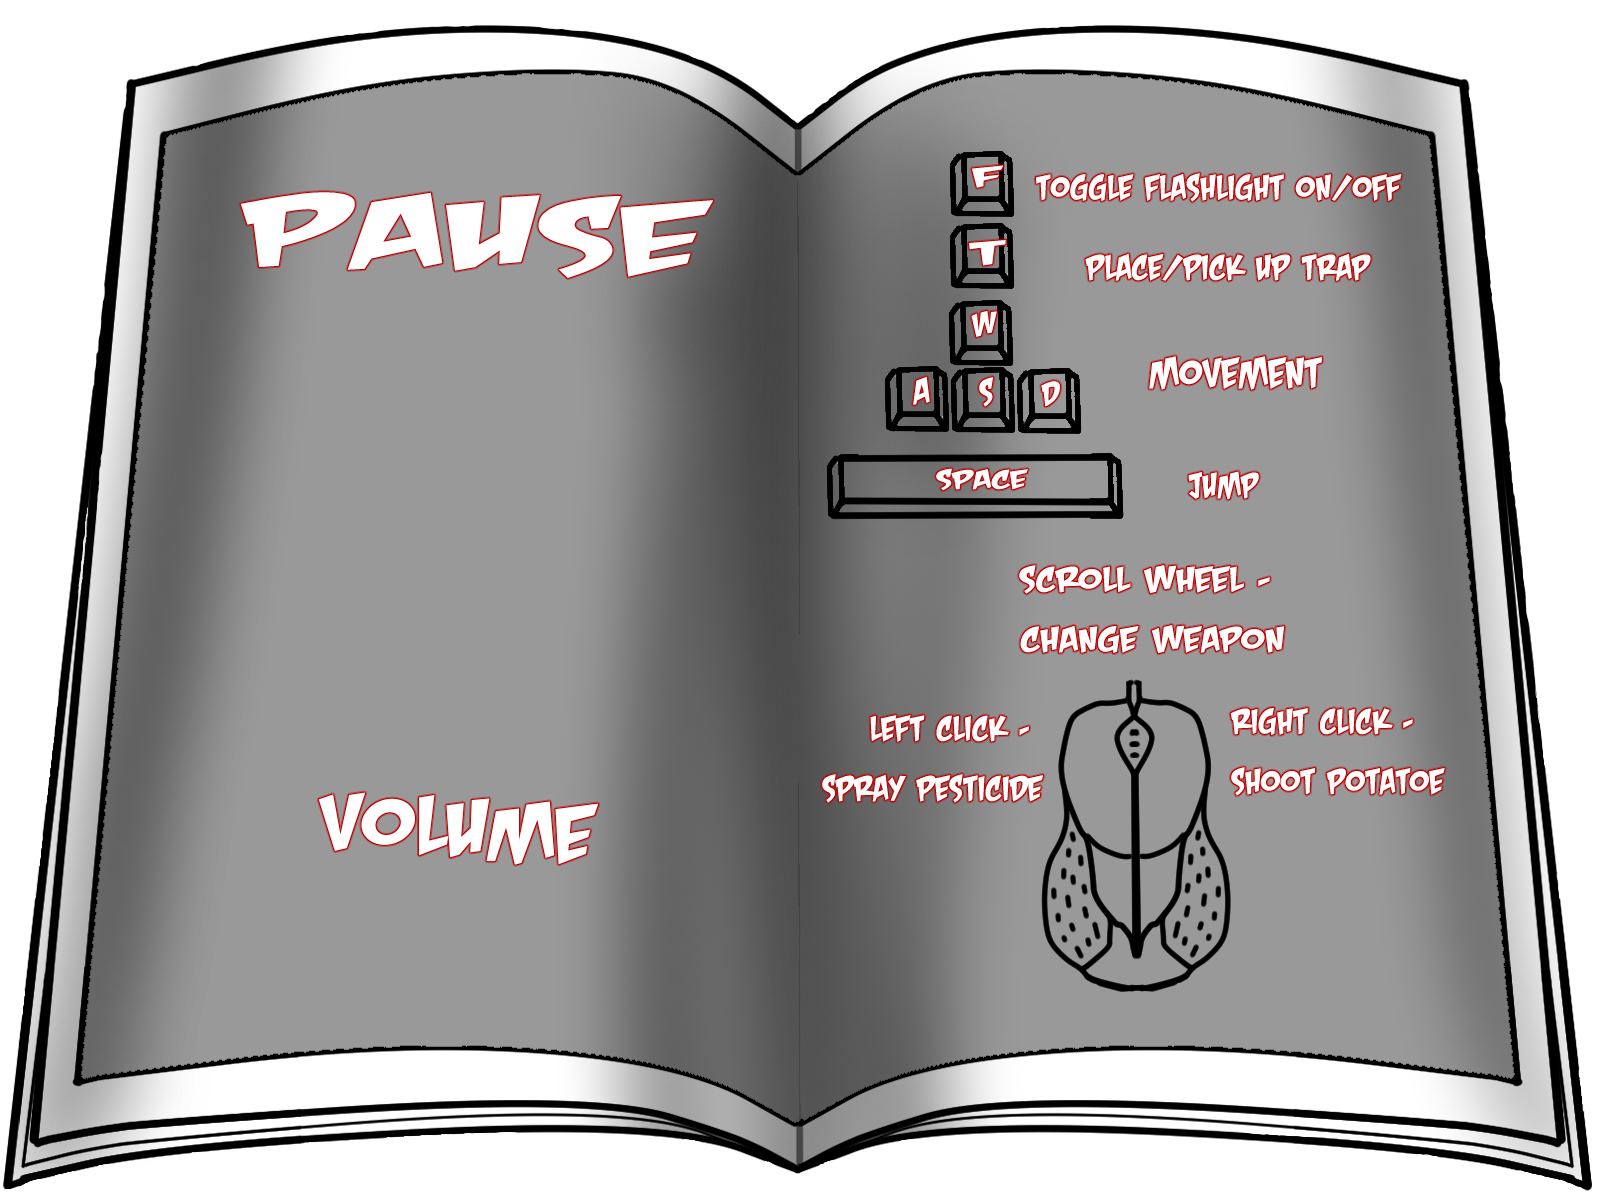 PAUSE
VOLUME
F TOGGLE FLASHLIGHT ON/OFF
T PLACE/PICK UP TRAP
W
A S D MOVEMENT
SPACE JUMP
SCROLL WHEEL -
CHANGE WEAPON
LEFT CLICK -
SPRAY PESTICIDE
RIGHT CLICK -
SHOOT POTATOE